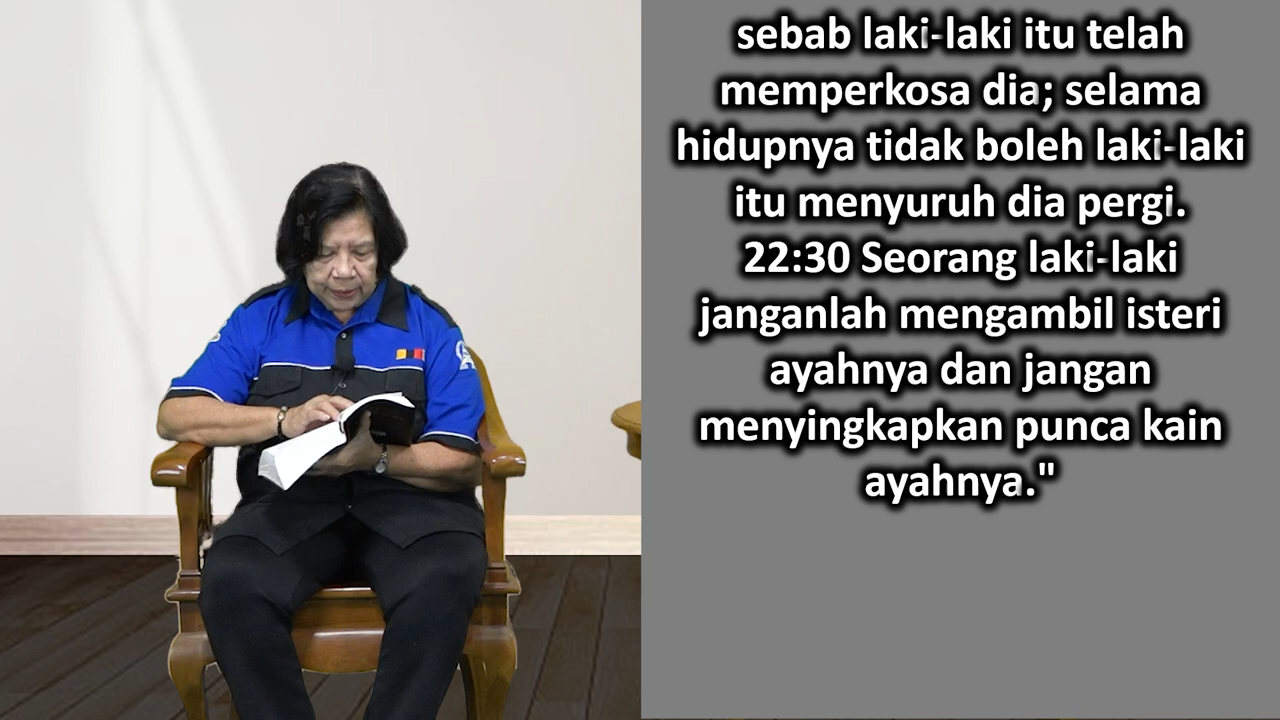 sebab laki-laki itu telah
memperkosa dia; selama
hidupnya tidak boleh laki-laki
itu menyuruh dia pergi.
22:30 Seorang laki-laki
janganlah mengambil isteri
ayahnya dan jangan
menyingkapkan punca kain
ayahnya."